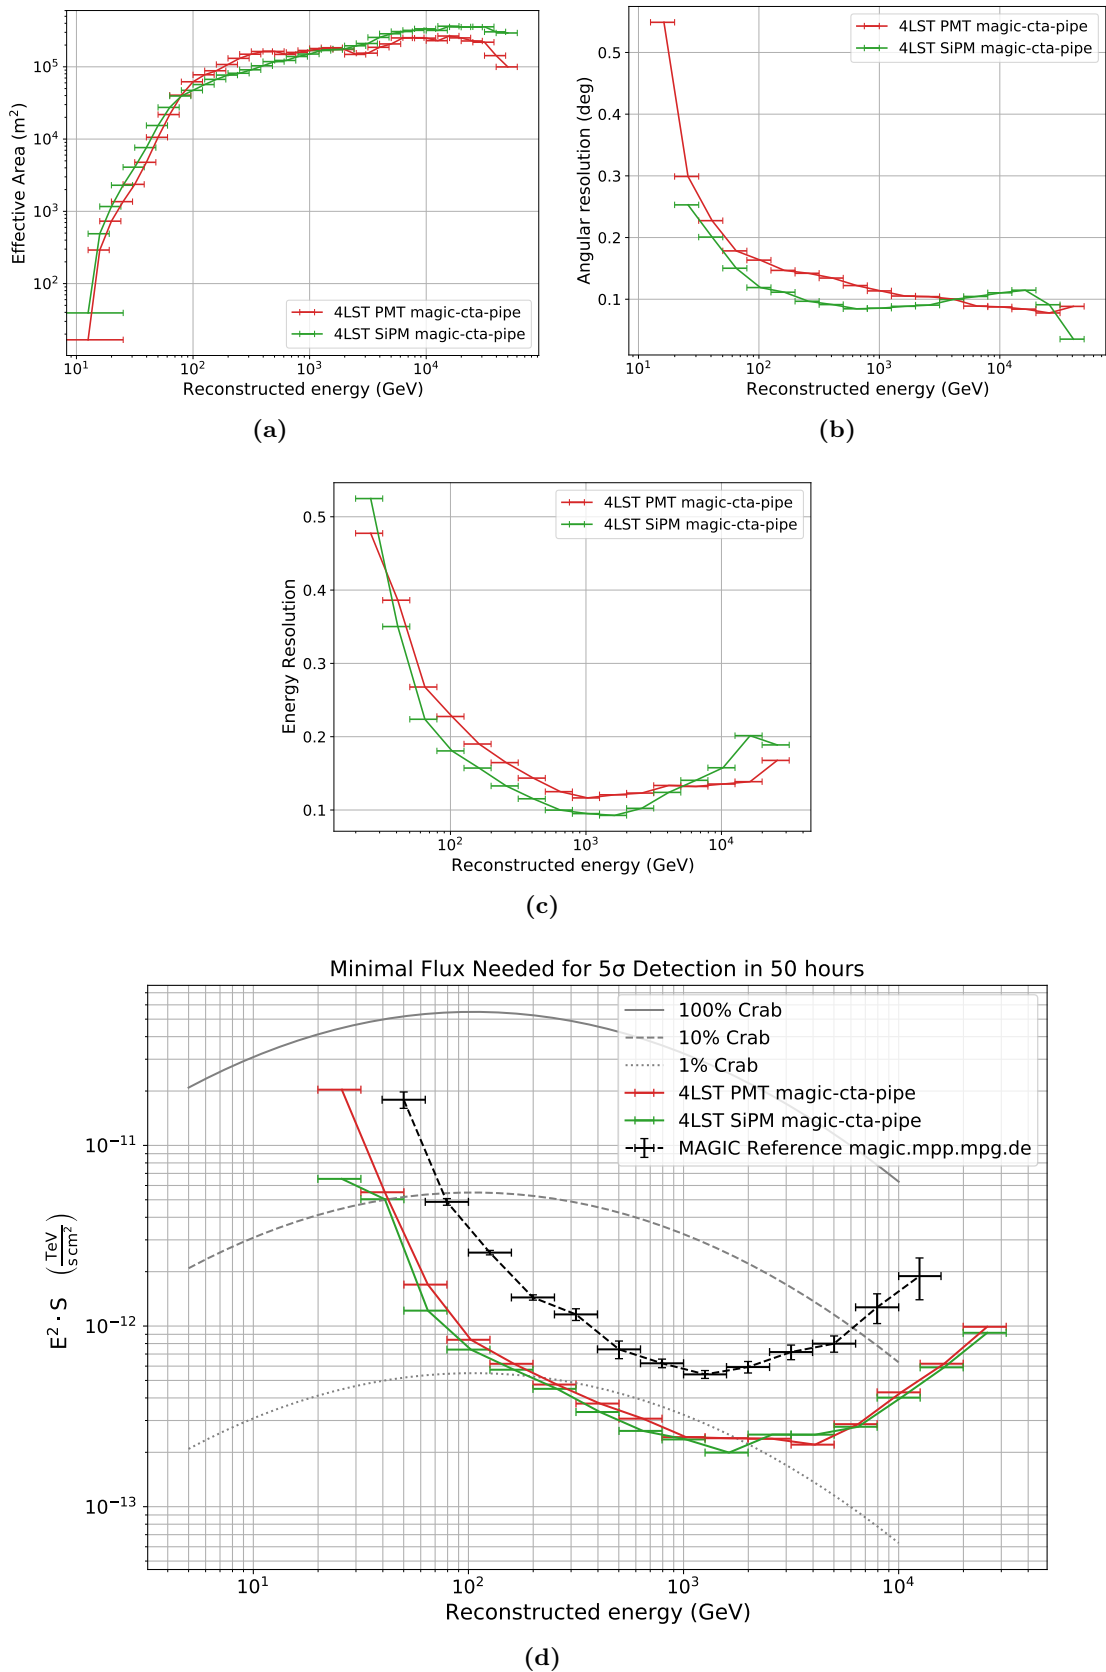 10⁵
10⁴
10³
10²
Effective Area (m²)
4LST PMT magic-cta-pipe
4LST SiPM magic-cta-pipe
10¹ 10² 10³ 10⁴
Reconstructed energy (GeV)
(a)
0.5
0.4
0.3
0.2
0.1
Angular resolution (deg)
4LST PMT magic-cta-pipe
4LST SiPM magic-cta-pipe
10¹ 10² 10³ 10⁴
Reconstructed energy (GeV)
(b)
0.5
0.4
0.3
0.2
0.1
Energy Resolution
4LST PMT magic-cta-pipe
4LST SiPM magic-cta-pipe
10² 10³ 10⁴
Reconstructed energy (GeV)
(c)
Minimal Flux Needed for 5σ Detection in 50 hours
100% Crab
10% Crab
1% Crab
4LST PMT magic-cta-pipe
4LST SiPM magic-cta-pipe
MAGIC Reference magic.mpp.mpg.de
10⁻¹¹
10⁻¹²
10⁻¹³
E² · S (TeV / s cm²)
10¹ 10² 10³ 10⁴
Reconstructed energy (GeV)
(d)